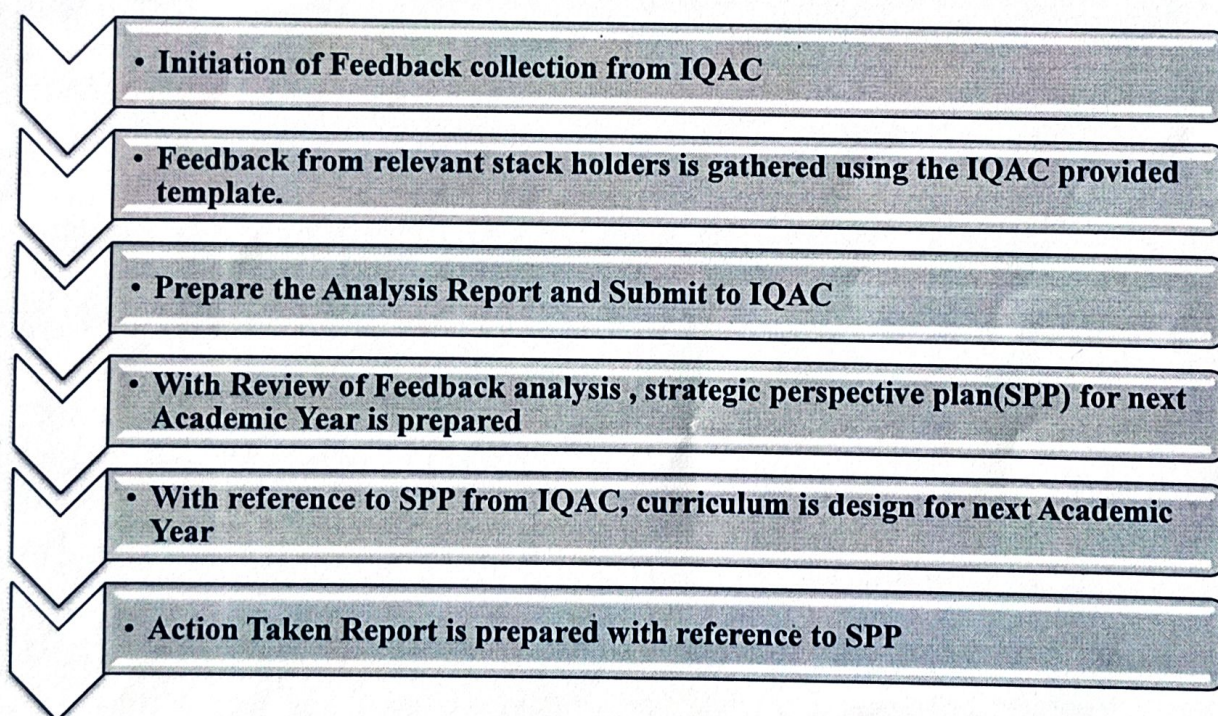 • Initiation of Feedback collection from IQAC
• Feedback from relevant stack holders is gathered using the IQAC provided
template.
• Prepare the Analysis Report and Submit to IQAC
• With Review of Feedback analysis , strategic perspective plan(SPP) for next
Academic Year is prepared
• With reference to SPP from IQAC, curriculum is design for next Academic
Year
• Action Taken Report is prepared with reference to SPP